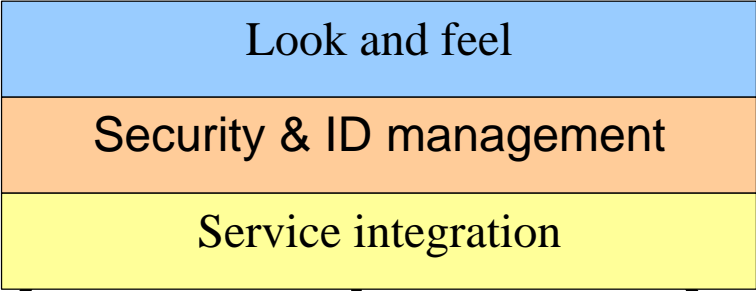 Look and feel
Security & ID management
Service integration